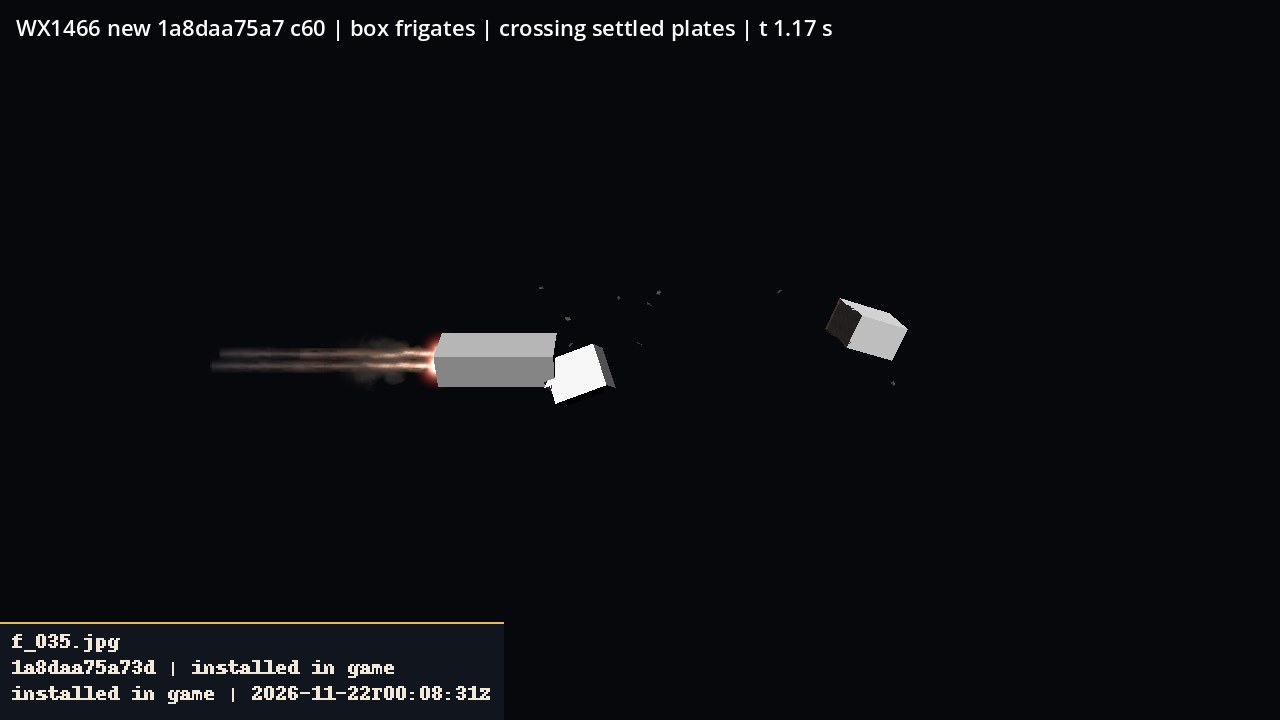 WX1466 new 1a8daa75a7 c60 | box frigates | crossing settled plates | t 1.17 s
f_035.jpg
1a8daa75a73d | installed in game
installed in game | 2026-11-22T00:08:31Z